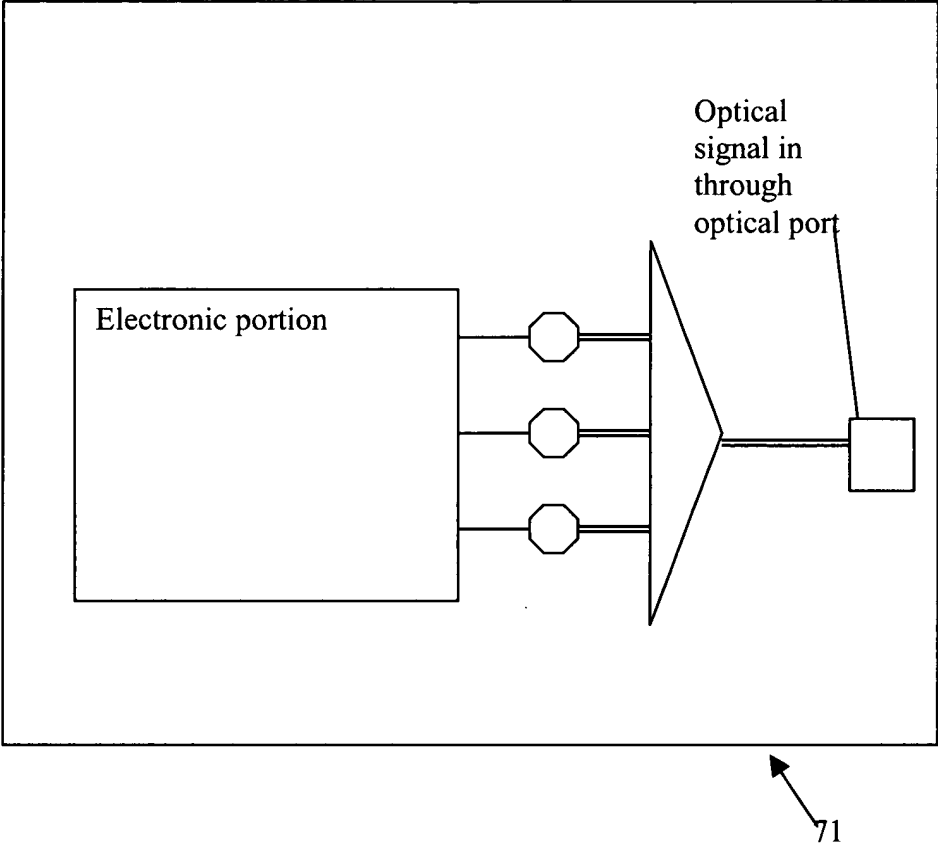 Optical
signal in
through
optical port
Electronic portion
71